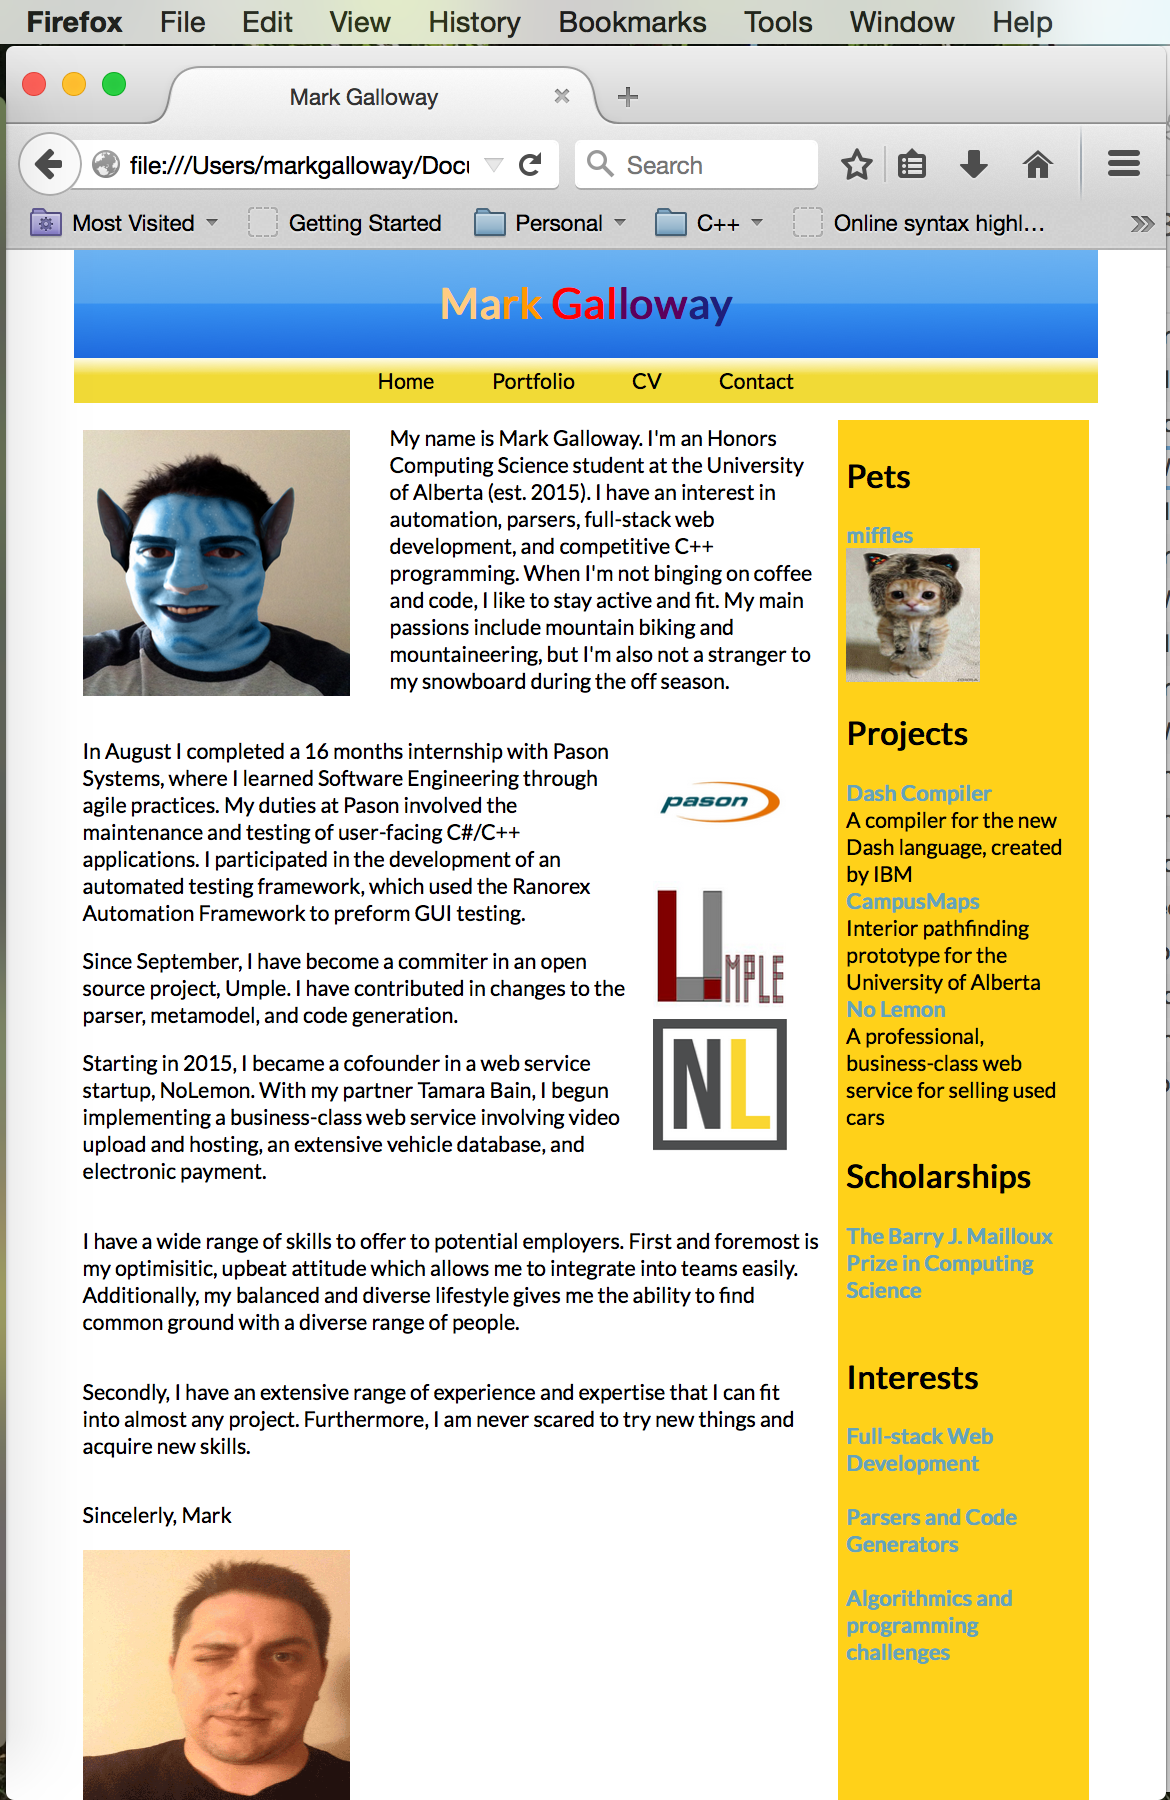 Firefox File Edit View History Bookmarks Tools Window Help
Mark Galloway
file:///Users/markgalloway/Docu
Search
Most Visited
Getting Started
Personal
C++
Online syntax highl...
Mark Galloway
Home Portfolio CV Contact
My name is Mark Galloway. I'm an Honors
Computing Science student at the University
of Alberta (est. 2015). I have an interest in
automation, parsers, full-stack web
development, and competitive C++
programming. When I'm not binging on coffee
and code, I like to stay active and fit. My main
passions include mountain biking and
mountaineering, but I'm also not a stranger to
my snowboard during the off season.
In August I completed a 16 months internship with Pason
Systems, where I learned Software Engineering through
agile practices. My duties at Pason involved the
maintenance and testing of user-facing C#/C++
applications. I participated in the development of an
automated testing framework, which used the Ranorex
Automation Framework to preform GUI testing.
Since September, I have become a commiter in an open
source project, Umple. I have contributed in changes to the
parser, metamodel, and code generation.
Starting in 2015, I became a cofounder in a web service
startup, NoLemon. With my partner Tamara Bain, I begun
implementing a business-class web service involving video
upload and hosting, an extensive vehicle database, and
electronic payment.
pason
UMPLE
NL
I have a wide range of skills to offer to potential employers. First and foremost is
my optimisitic, upbeat attitude which allows me to integrate into teams easily.
Additionally, my balanced and diverse lifestyle gives me the ability to find
common ground with a diverse range of people.
Secondly, I have an extensive range of experience and expertise that I can fit
into almost any project. Furthermore, I am never scared to try new things and
acquire new skills.
Sincelerly, Mark
Pets
miffles
Projects
Dash Compiler
A compiler for the new
Dash language, created
by IBM
CampusMaps
Interior pathfinding
prototype for the
University of Alberta
No Lemon
A professional,
business-class web
service for selling used
cars
Scholarships
The Barry J. Mailloux
Prize in Computing
Science
Interests
Full-stack Web
Development
Parsers and Code
Generators
Algorithmics and
programming
challenges